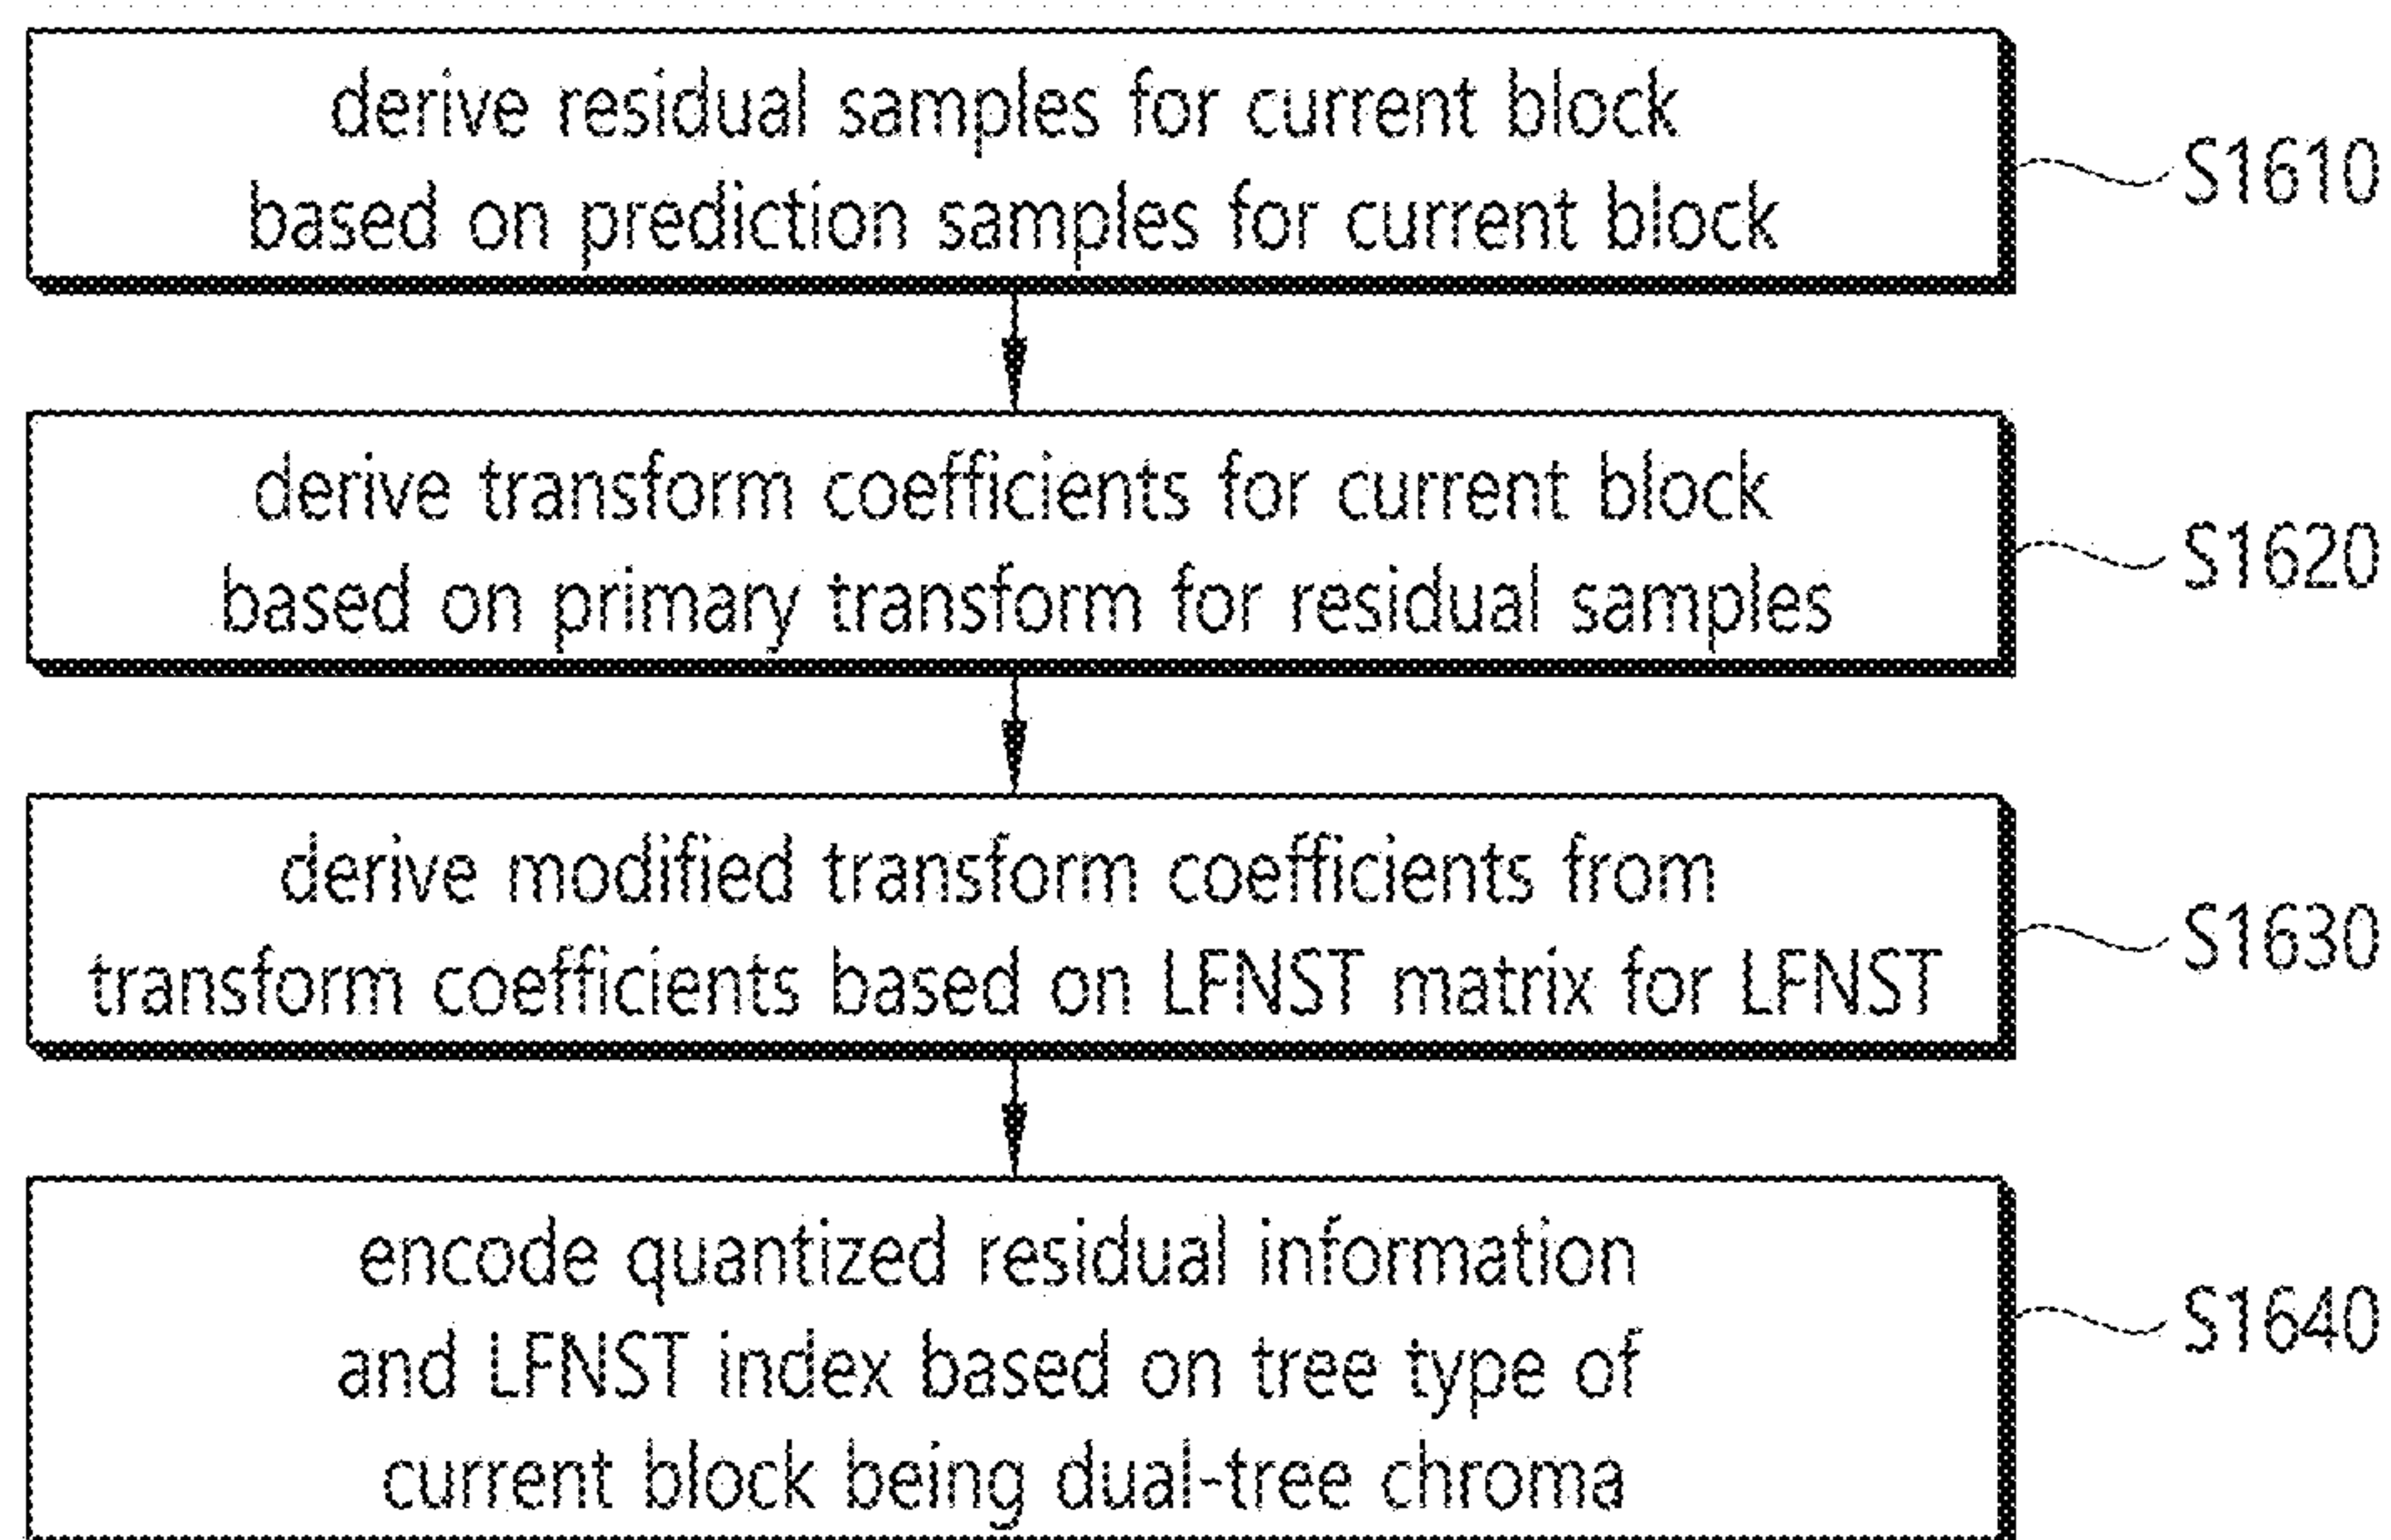 derive residual samples for current block
based on prediction samples for current block
S1610
derive transform coefficients for current block
based on primary transform for residual samples
S1620
derive modified transform coefficients from
transform coefficients based on LFNST matrix for LFNST
S1630
encode quantized residual information
and LFNST index based on tree type of
current block being dual-tree chroma
S1640